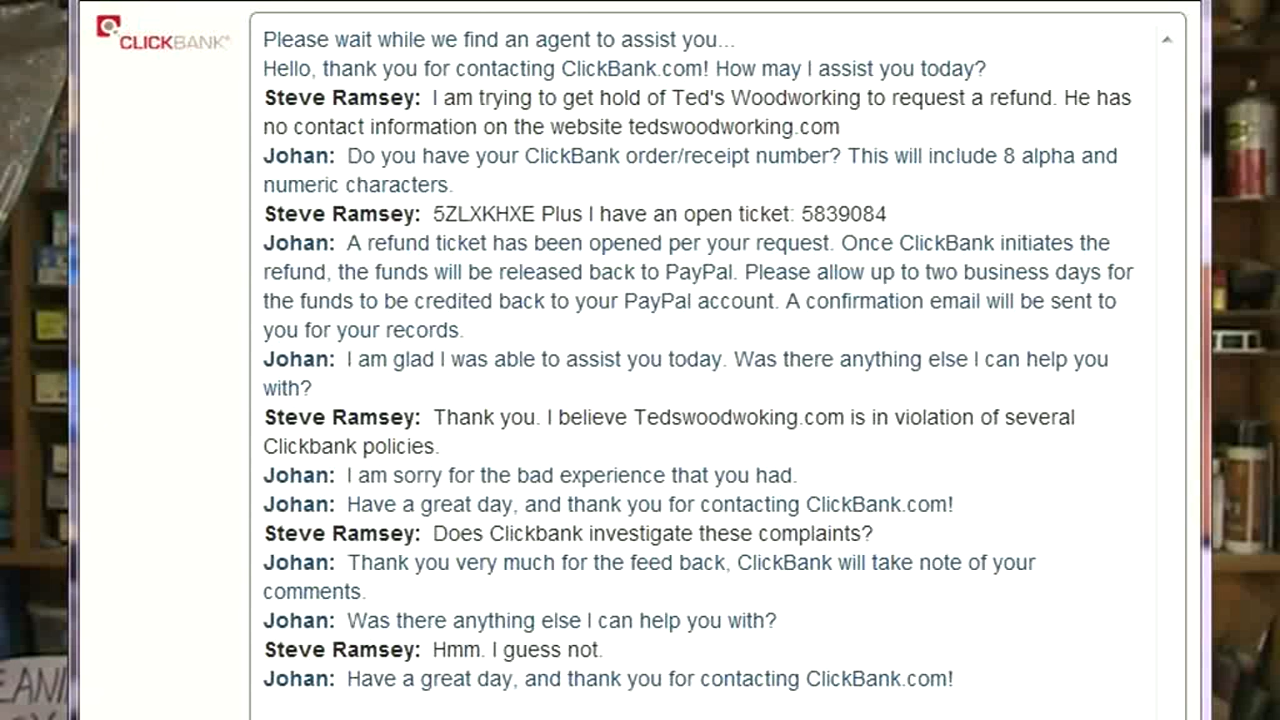 CLICKBANK
Please wait while we find an agent to assist you...
Hello, thank you for contacting ClickBank.com! How may I assist you today?
Steve Ramsey: I am trying to get hold of Ted's Woodworking to request a refund. He has
no contact information on the website tedswoodworking.com
Johan: Do you have your ClickBank order/receipt number? This will include 8 alpha and
numeric characters.
Steve Ramsey: 5ZLXKHXE Plus I have an open ticket: 5839084
Johan: A refund ticket has been opened per your request. Once ClickBank initiates the
refund, the funds will be released back to PayPal. Please allow up to two business days for
the funds to be credited back to your PayPal account. A confirmation email will be sent to
you for your records.
Johan: I am glad I was able to assist you today. Was there anything else I can help you
with?
Steve Ramsey: Thank you. I believe Tedswoodwoking.com is in violation of several
Clickbank policies.
Johan: I am sorry for the bad experience that you had.
Johan: Have a great day, and thank you for contacting ClickBank.com!
Steve Ramsey: Does Clickbank investigate these complaints?
Johan: Thank you very much for the feed back, ClickBank will take note of your
comments.
Johan: Was there anything else I can help you with?
Steve Ramsey: Hmm. I guess not.
Johan: Have a great day, and thank you for contacting ClickBank.com!